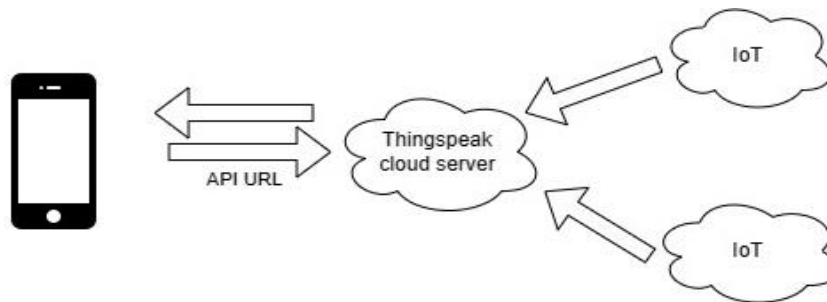 IoT
Thingspeak
cloud server
API URL
IoT